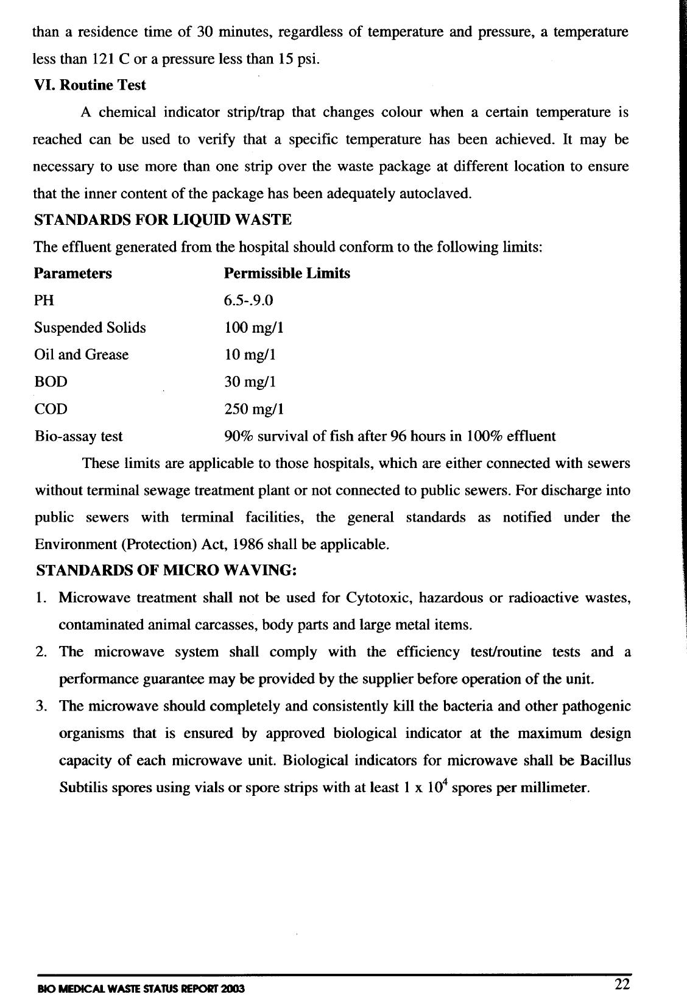 than a residence time of 30 minutes, regardless of temperature and pressure, a temperature
less than 121 C or a pressure less than 15 psi.
VI. Routine Test
A chemical indicator strip/trap that changes colour when a certain temperature is
reached can be used to verify that a specific temperature has been achieved. It may be
necessary to use more than one strip over the waste package at different location to ensure
that the inner content of the package has been adequately autoclaved.
STANDARDS FOR LIQUID WASTE
The effluent generated from the hospital should conform to the following limits:
Parameters Permissible Limits
PH 6.5-.9.0
Suspended Solids 100 mg/1
Oil and Grease 10 mg/1
BOD 30 mg/1
COD 250 mg/1
Bio-assay test 90% survival of fish after 96 hours in 100% effluent
These limits are applicable to those hospitals, which are either connected with sewers
without terminal sewage treatment plant or not connected to public sewers. For discharge into
public sewers with terminal facilities, the general standards as notified under the
Environment (Protection) Act, 1986 shall be applicable.
STANDARDS OF MICRO WAVING:
1. Microwave treatment shall not be used for Cytotoxic, hazardous or radioactive wastes,
contaminated animal carcasses, body parts and large metal items.
2. The microwave system shall comply with the efficiency test/routine tests and a
performance guarantee may be provided by the supplier before operation of the unit.
3. The microwave should completely and consistently kill the bacteria and other pathogenic
organisms that is ensured by approved biological indicator at the maximum design
capacity of each microwave unit. Biological indicators for microwave shall be Bacillus
Subtilis spores using vials or spore strips with at least 1 x 10⁴ spores per millimeter.
BIO MEDICAL WASTE STATUS REPORT 2003 22